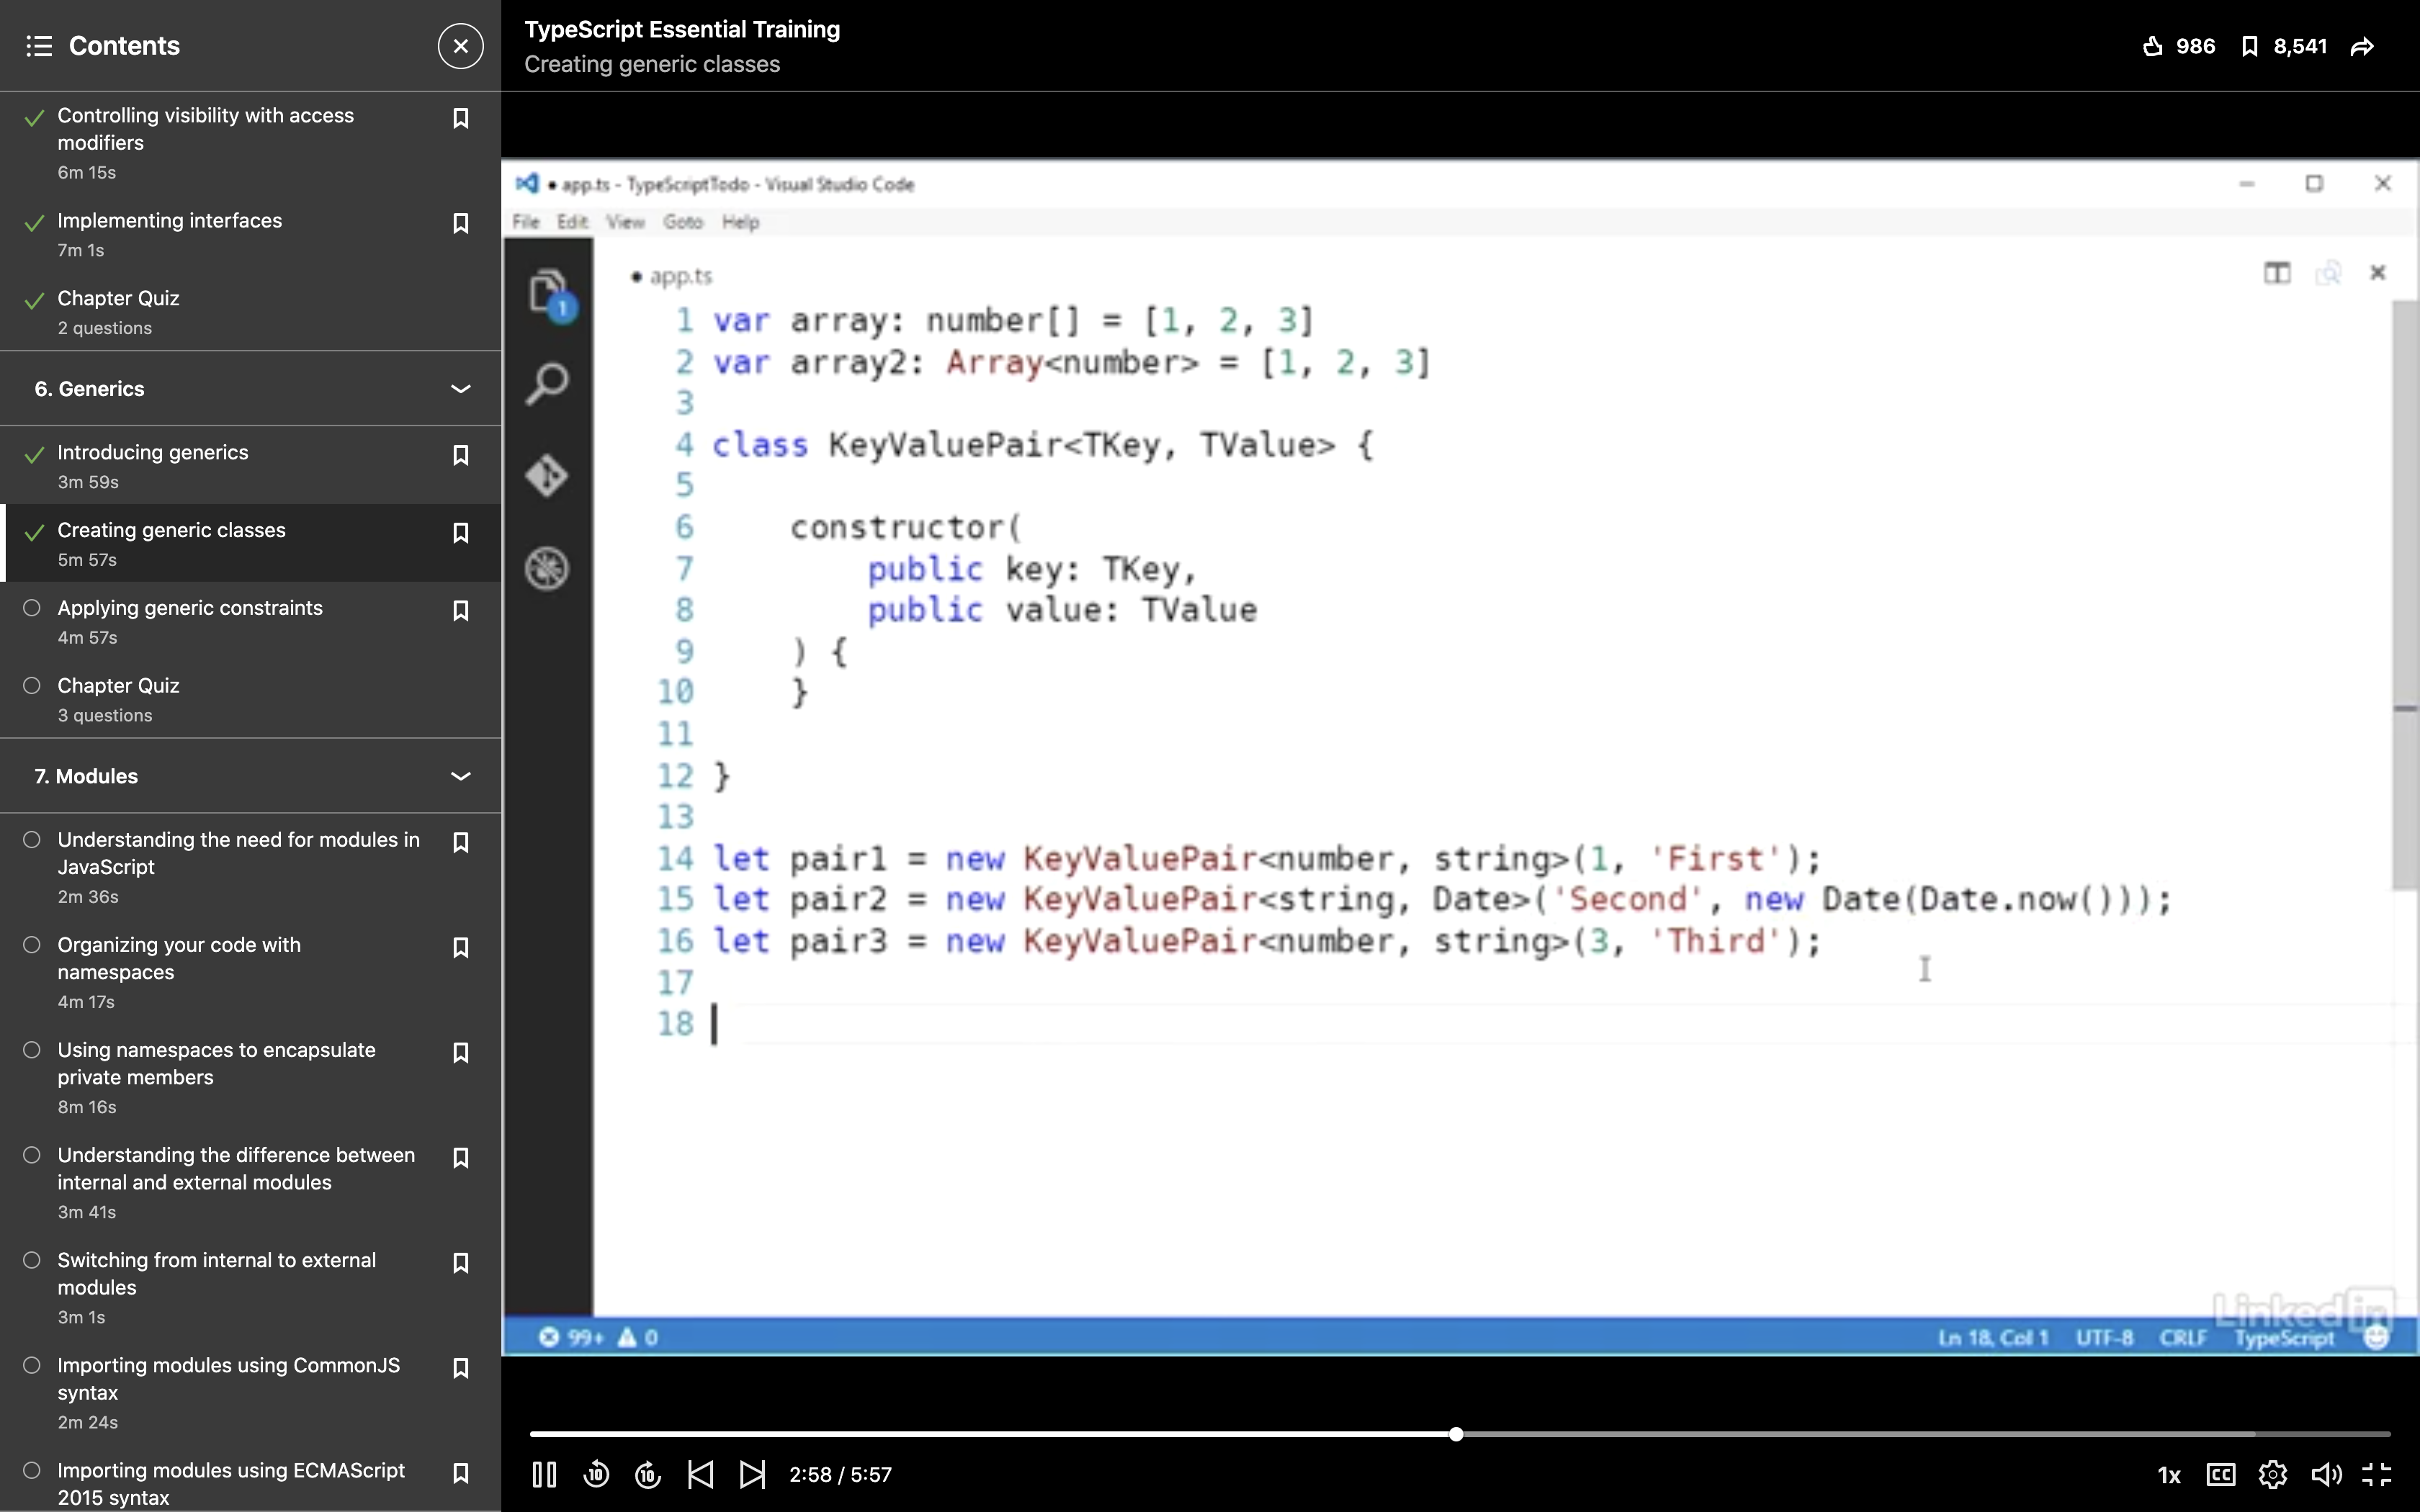 Contents
Controlling visibility with access
modifiers
6m 15s
Implementing interfaces
7m 1s
Chapter Quiz
2 questions
6. Generics
Introducing generics
3m 59s
Creating generic classes
5m 57s
Applying generic constraints
4m 57s
Chapter Quiz
3 questions
7. Modules
Understanding the need for modules in
JavaScript
2m 36s
Organizing your code with
namespaces
4m 17s
Using namespaces to encapsulate
private members
8m 16s
Understanding the difference between
internal and external modules
3m 41s
Switching from internal to external
modules
3m 1s
Importing modules using CommonJS
syntax
2m 24s
Importing modules using ECMAScript
2015 syntax
TypeScript Essential Training
Creating generic classes
986 8,541
• app.ts - TypeScriptTodo - Visual Studio Code
File Edit View Goto Help
1
• app.ts
1 var array: number[] = [1, 2, 3]
2 var array2: Array<number> = [1, 2, 3]
3
4 class KeyValuePair<TKey, TValue> {
5
6     constructor(
7         public key: TKey,
8         public value: TValue
9     ) {
10     }
11
12 }
13
14 let pair1 = new KeyValuePair<number, string>(1, 'First');
15 let pair2 = new KeyValuePair<string, Date>('Second', new Date(Date.now()));
16 let pair3 = new KeyValuePair<number, string>(3, 'Third');
17
18
LinkedIn
99+ 0 Ln 18, Col 1 UTF-8 CRLF TypeScript
10 10 2:58 / 5:57 1x CC